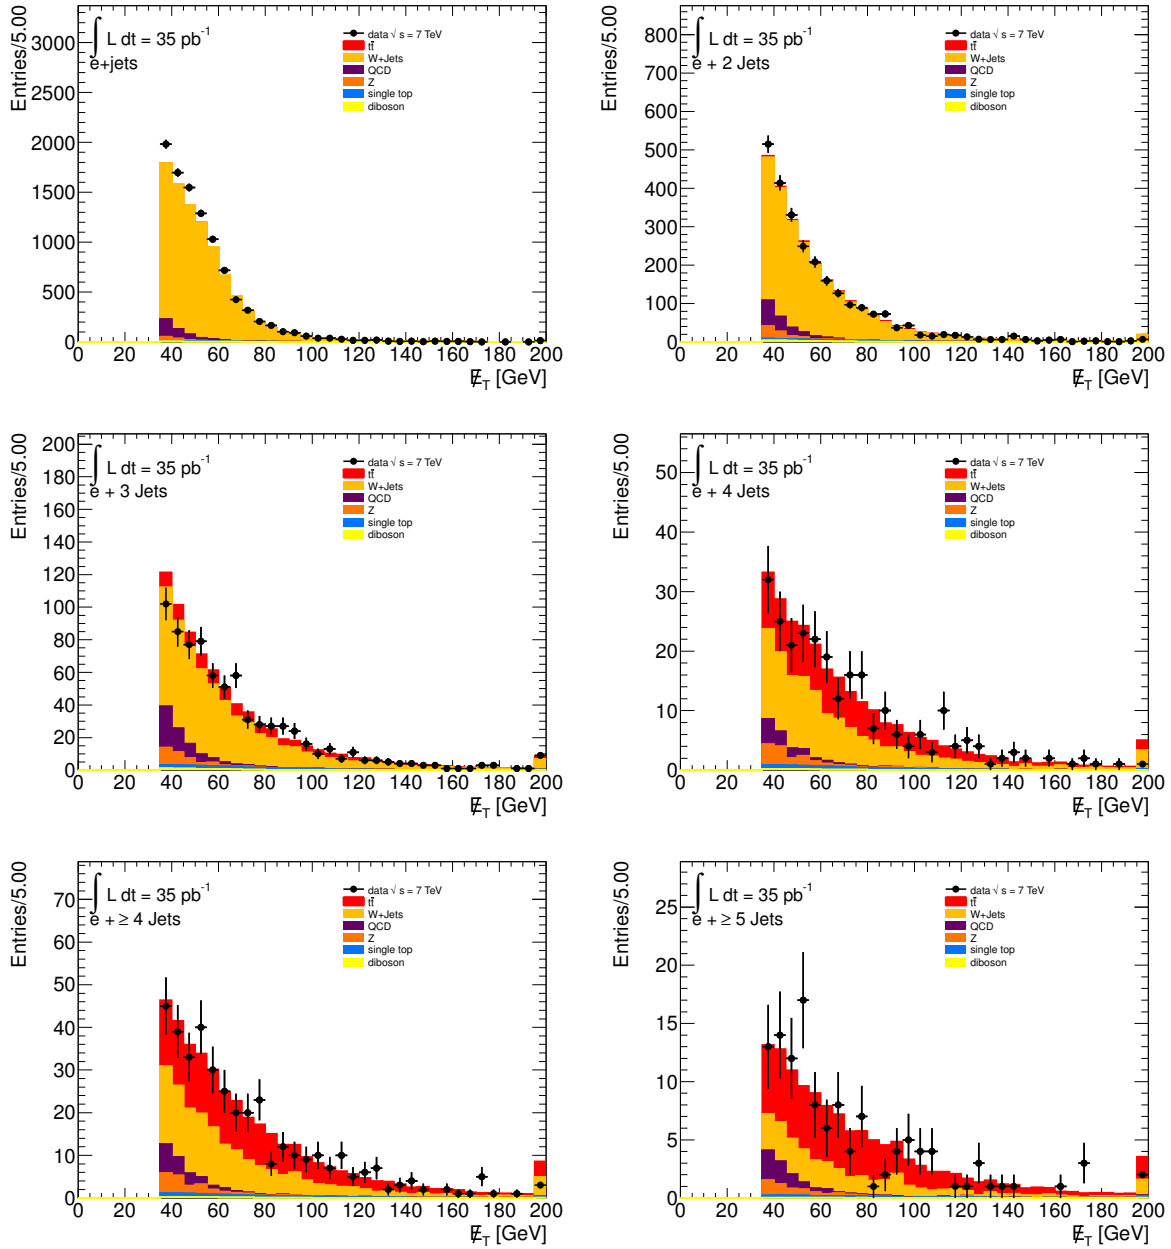 Entries/5.00
3000
2500
2000
1500
1000
500
0
∫ L dt = 35 pb⁻¹
e+jets
data √ s = 7 TeV
tt̄
W+Jets
QCD
Z
single top
diboson
0 20 40 60 80 100 120 140 160 180 200
E̸_T [GeV]
Entries/5.00
800
700
600
500
400
300
200
100
0
∫ L dt = 35 pb⁻¹
e + 2 Jets
data √ s = 7 TeV
tt̄
W+Jets
QCD
Z
single top
diboson
0 20 40 60 80 100 120 140 160 180 200
E̸_T [GeV]
Entries/5.00
200
180
160
140
120
100
80
60
40
20
0
∫ L dt = 35 pb⁻¹
e + 3 Jets
data √ s = 7 TeV
tt̄
W+Jets
QCD
Z
single top
diboson
0 20 40 60 80 100 120 140 160 180 200
E̸_T [GeV]
Entries/5.00
50
40
30
20
10
0
∫ L dt = 35 pb⁻¹
e + 4 Jets
data √ s = 7 TeV
tt̄
W+Jets
QCD
Z
single top
diboson
0 20 40 60 80 100 120 140 160 180 200
E̸_T [GeV]
Entries/5.00
70
60
50
40
30
20
10
0
∫ L dt = 35 pb⁻¹
e + ≥ 4 Jets
data √ s = 7 TeV
tt̄
W+Jets
QCD
Z
single top
diboson
0 20 40 60 80 100 120 140 160 180 200
E̸_T [GeV]
Entries/5.00
25
20
15
10
5
0
∫ L dt = 35 pb⁻¹
e + ≥ 5 Jets
data √ s = 7 TeV
tt̄
W+Jets
QCD
Z
single top
diboson
0 20 40 60 80 100 120 140 160 180 200
E̸_T [GeV]